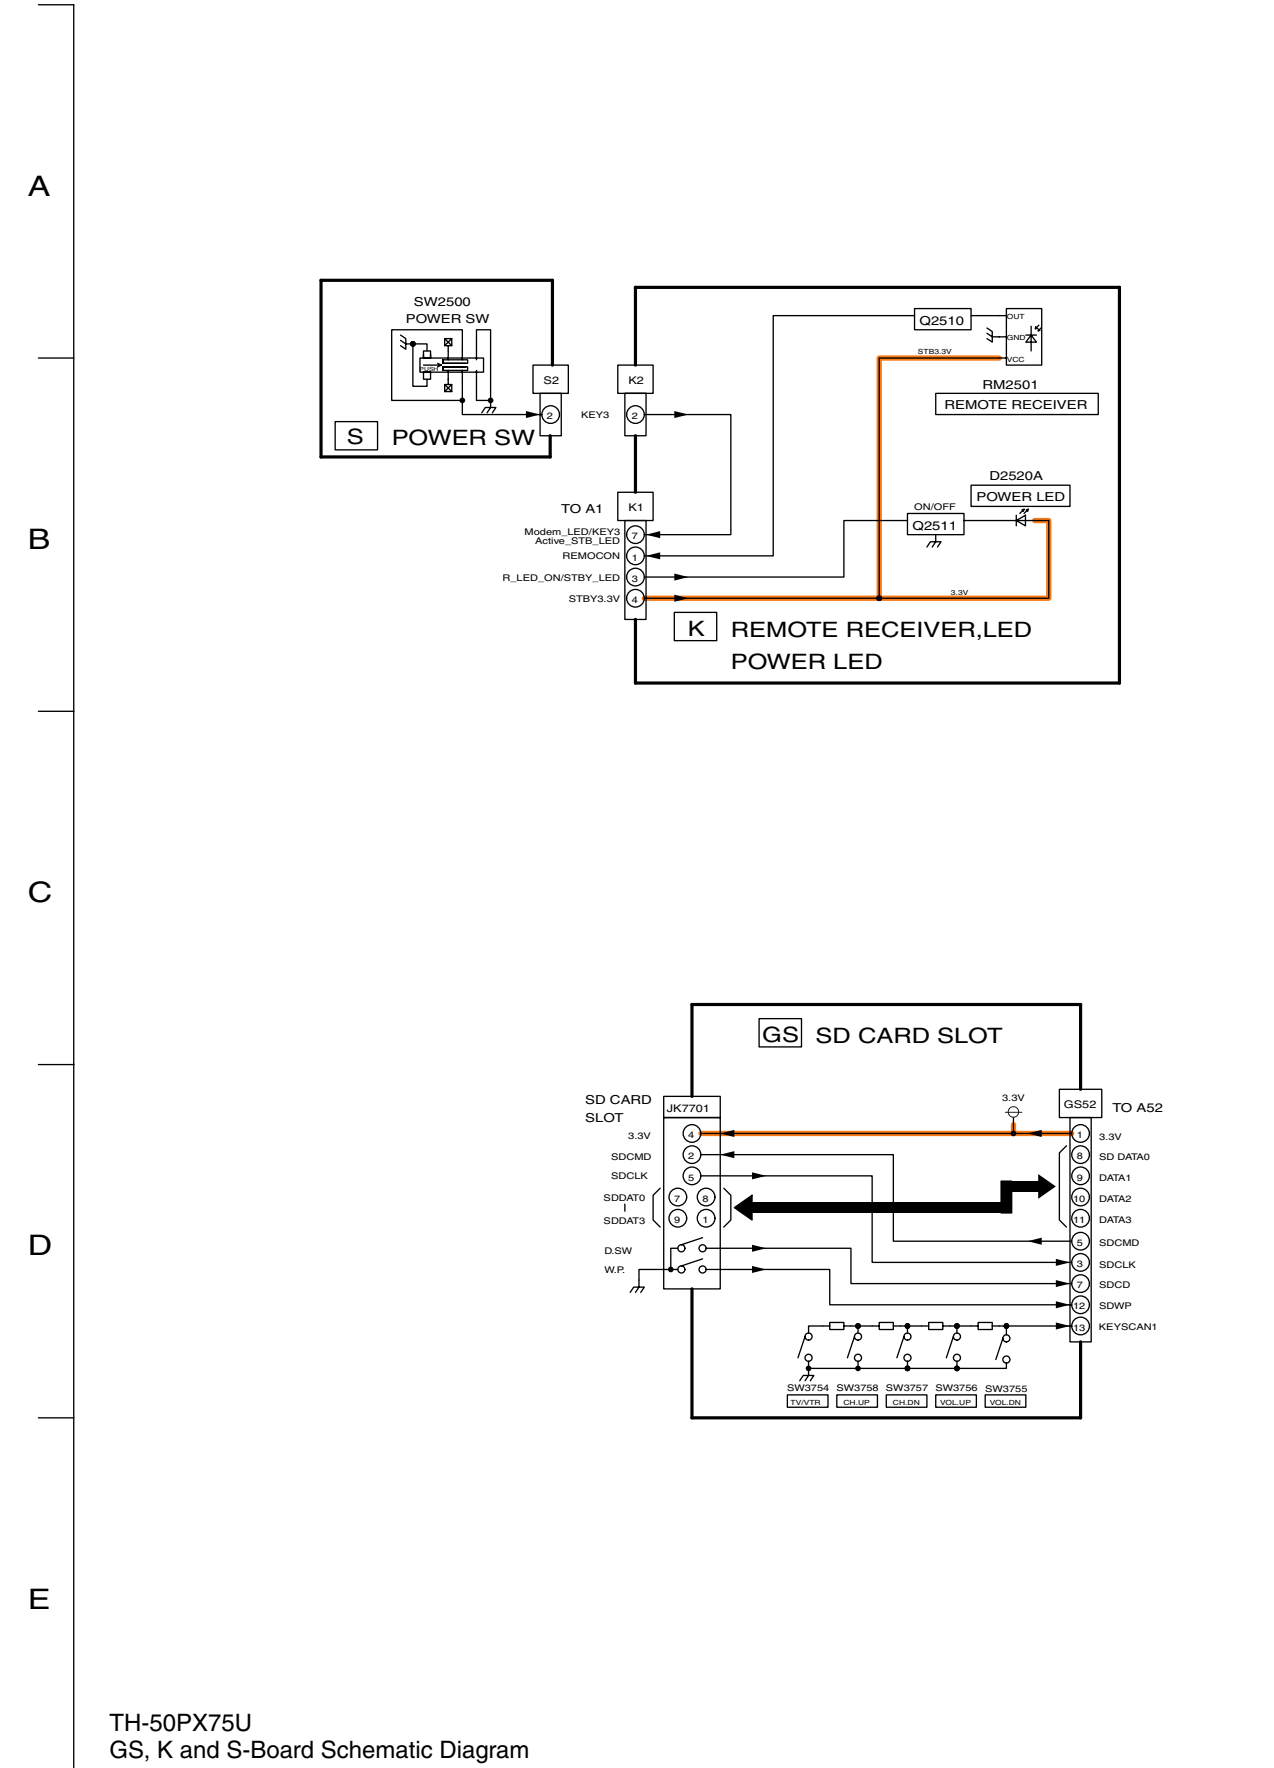 A
SW2500
POWER SW
PUSH
S2
2
S POWER SW
KEY3
K2
2
Q2510
OUT
GND
VCC
STB3.3V
RM2501
REMOTE RECEIVER
D2520A
POWER LED
ON/OFF
Q2511
B
TO A1
K1
Modem_LED/KEY3
Active_STB_LED
7
REMOCON
1
R_LED_ON/STBY_LED
3
STBY3.3V
4
3.3V
K REMOTE RECEIVER,LED
POWER LED
C
GS SD CARD SLOT
SD CARD
SLOT
JK7701
3.3V
GS52
TO A52
3.3V
4
1
3.3V
SDCMD
2
8
SD DATA0
SDCLK
5
9
DATA1
SDDAT0
7
8
10
DATA2
SDDAT3
9
1
11
DATA3
D
5
SDCMD
D.SW
3
SDCLK
W.P.
7
SDCD
12
SDWP
13
KEYSCAN1
SW3754 SW3758 SW3757 SW3756 SW3755
TV/VTR CH.UP CH.DN VOL.UP VOL.DN
E
TH-50PX75U
GS, K and S-Board Schematic Diagram